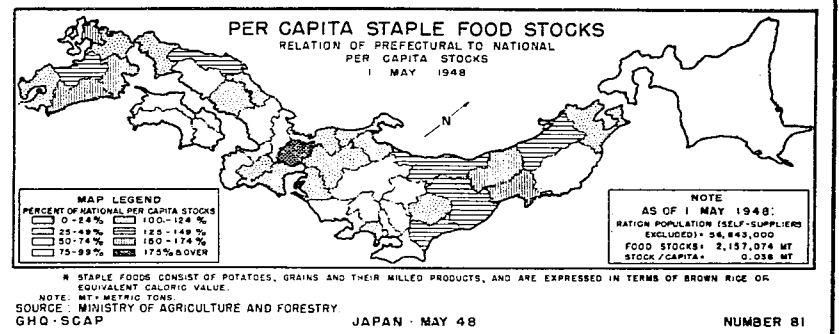 PER CAPITA STAPLE FOOD STOCKS
RELATION OF PREFECTURAL TO NATIONAL
PER CAPITA STOCKS
1 MAY 1948
N
MAP LEGEND
PERCENT OF NATIONAL PER CAPITA STOCKS
0-24% 100-124 %
25-49% 125-149 %
50-74% 150-174%
75-99% 175% & OVER
NOTE
AS OF 1 MAY 1948:
RATION POPULATION (SELF-SUPPLIERS
EXCLUDED)= 56,843,000
FOOD STOCKS: 2,157,074 MT
STOCK/CAPITA= 0.038 MT
* STAPLE FOODS CONSIST OF POTATOES, GRAINS AND THEIR MILLED PRODUCTS, AND ARE EXPRESSED IN TERMS OF BROWN RICE OR
EQUIVALENT CALORIC VALUE.
NOTE: MT= METRIC TONS.
SOURCE: MINISTRY OF AGRICULTURE AND FORESTRY.
GHQ-SCAP JAPAN - MAY 48 NUMBER 81